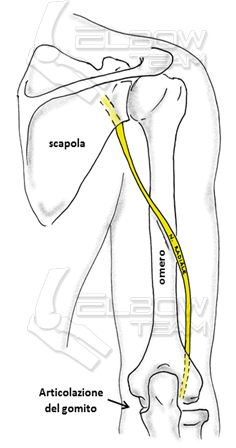 ELBOW
TEAM
scapola
N. RADIALE
omero
ELBOW
TEAM
Articolazione
del gomito